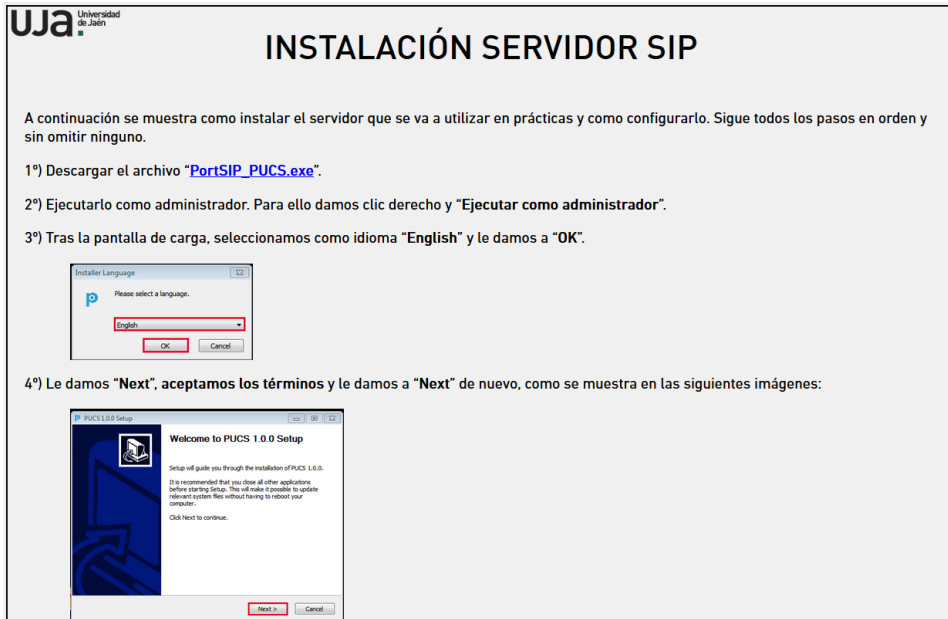 UJa. Universidad
de Jaén
INSTALACIÓN SERVIDOR SIP
A continuación se muestra como instalar el servidor que se va a utilizar en prácticas y como configurarlo. Sigue todos los pasos en orden y
sin omitir ninguno.
1º) Descargar el archivo “PortSIP_PUCS.exe”.
2º) Ejecutarlo como administrador. Para ello damos clic derecho y “Ejecutar como administrador”.
3º) Tras la pantalla de carga, seleccionamos como idioma “English” y le damos a “OK”.
Installer Language
Please select a language.
English
OK Cancel
4º) Le damos “Next”, aceptamos los términos y le damos a “Next” de nuevo, como se muestra en las siguientes imágenes:
PUCS 1.0.0 Setup
Welcome to PUCS 1.0.0 Setup
Setup will guide you through the installation of PUCS 1.0.0.
It is recommended that you close all other applications
before starting Setup. This will make it possible to update
relevant system files without having to reboot your
computer.
Click Next to continue.
Next > Cancel